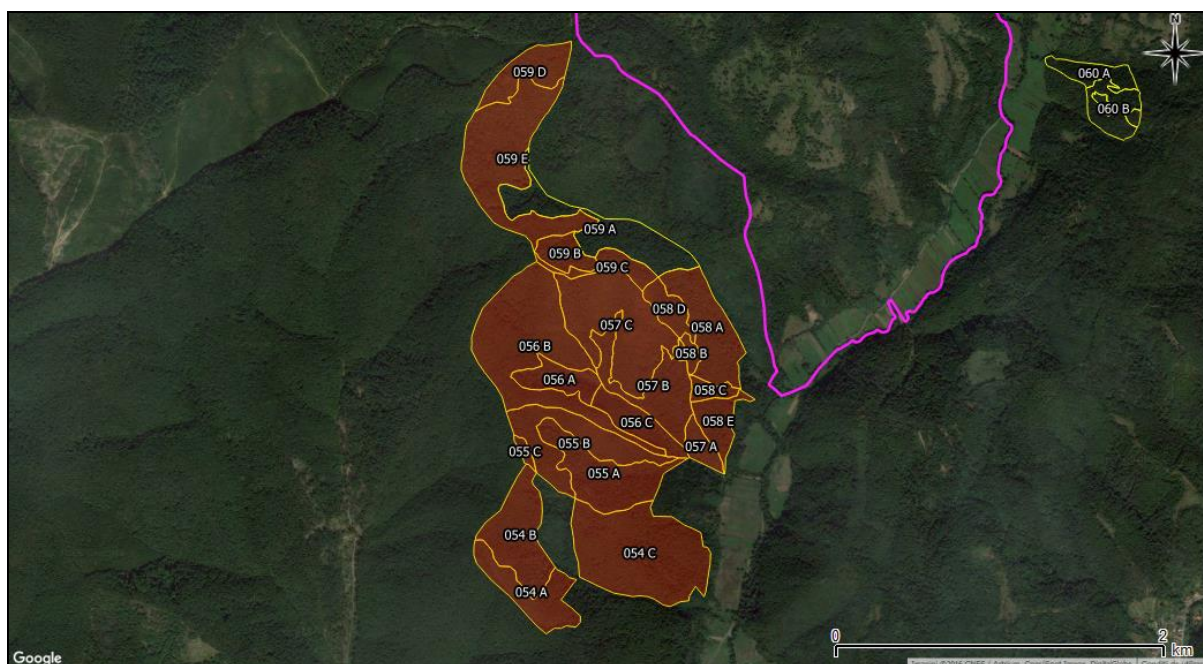 N
059 D
060 A
060 B
059 E
059 A
059 B
059 C
058 D
057 C
058 A
056 B
058 B
056 A
057 B
058 C
056 C
058 E
055 B
057 A
055 C
055 A
054 B
054 C
054 A
0 2
km
Google